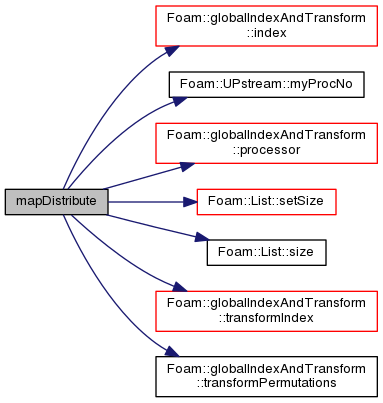 Foam::globalIndexAndTransform
::index
Foam::UPstream::myProcNo
Foam::globalIndexAndTransform
::processor
mapDistribute
Foam::List::setSize
Foam::List::size
Foam::globalIndexAndTransform
::transformIndex
Foam::globalIndexAndTransform
::transformPermutations